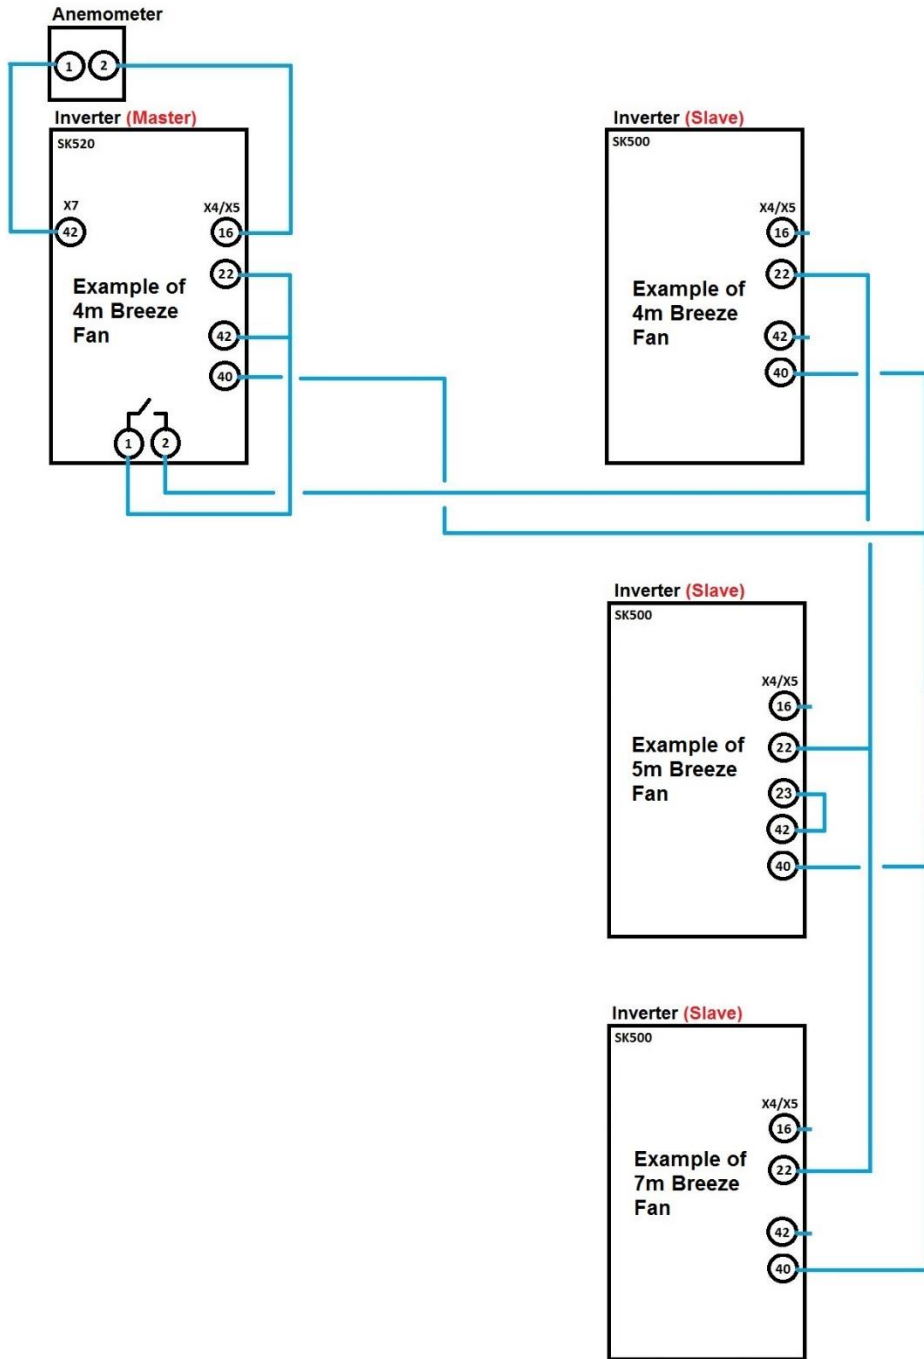 Anemometer
1 2
Inverter (Master)
SK520
X7 X4/X5
42 16
22
Example of
4m Breeze
Fan
42
40
1 2
Inverter (Slave)
SK500
X4/X5
16
22
Example of
4m Breeze
Fan
42
40
Inverter (Slave)
SK500
X4/X5
16
22
Example of
5m Breeze
Fan
23
42
40
Inverter (Slave)
SK500
X4/X5
16
22
Example of
7m Breeze
Fan
42
40